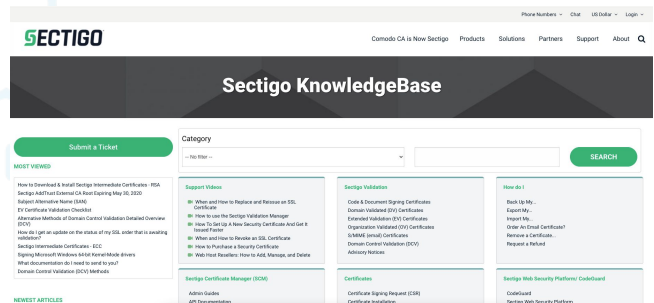 Phone Numbers Chat US Dollar Login
SECTIGO
Comodo CA is Now Sectigo Products Solutions Partners Support About
Sectigo KnowledgeBase
Submit a Ticket
MOST VIEWED
How to Download & Install Sectigo Intermediate Certificates - RSA
Sectigo AddTrust External CA Root Expiring May 30, 2020
Subject Alternative Name (SAN)
EV Certificate Validation Checklist
Alternative Methods of Domain Control Validation Detailed Overview
(DCV)
How do I get an update on the status of my SSL order that is awaiting
validation?
Sectigo Intermediate Certificates - ECC
Signing Microsoft Windows 64-bit Kernel-Mode drivers
What documentation do I need to send to you?
Domain Control Validation (DCV) Methods
NEWEST ARTICLES
Category
-- No filter --
SEARCH
Support Videos
When and How to Replace and Reissue an SSL
Certificate
How to use the Sectigo Validation Manager
How To Set Up A New Security Certificate And Get It
Issued Faster
When and How to Revoke an SSL Certificate
How to Purchase a Security Certificate
Web Host Resellers: How to Add, Manage, and Delete
Sectigo Validation
Code & Document Signing Certificates
Domain Validated (DV) Certificates
Extended Validation (EV) Certificates
Organization Validated (OV) Certificates
S/MIME (email) Certificates
Domain Control Validation (DCV)
Advisory Notices
How do I
Back Up My...
Export My...
Import My...
Order An Email Certificate?
Remove a Certificate...
Request a Refund
Sectigo Certificate Manager (SCM)
Admin Guides
API Documentation
Certificates
Certificate Signing Request (CSR)
Certificate Installation
Sectigo Web Security Platform/ CodeGuard
CodeGuard
Sectigo Web Security Platform